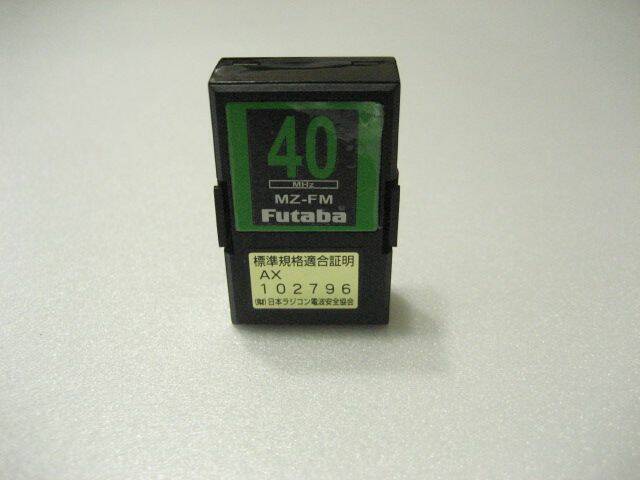 40
MHz
MZ-FM
Futaba
標準規格適合証明
AX
102796
(財)日本ラジコン電波安全協会